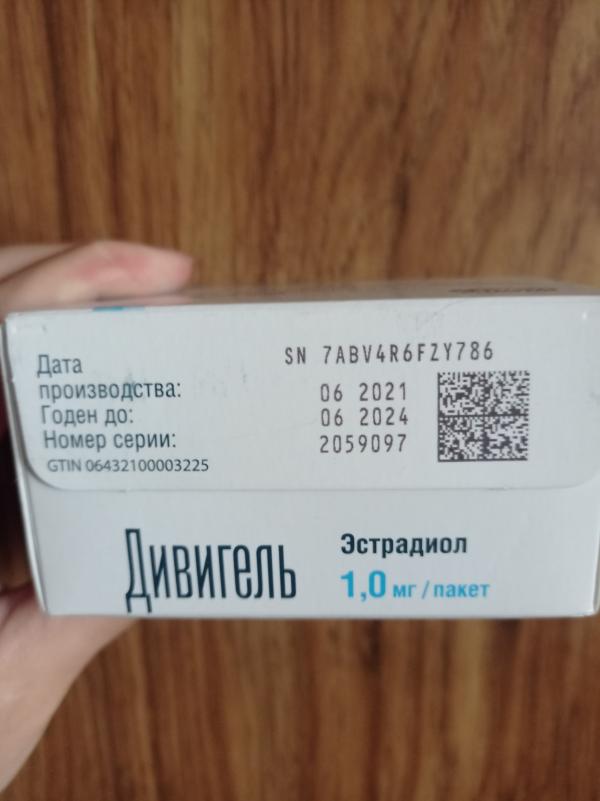 SN 7ABV4R6FZY786
Дата
производства: 06 2021
Годен до: 06 2024
Номер серии: 2059097
GTIN 06432100003225
Дивигель
Эстрадиол
1,0 мг / пакет